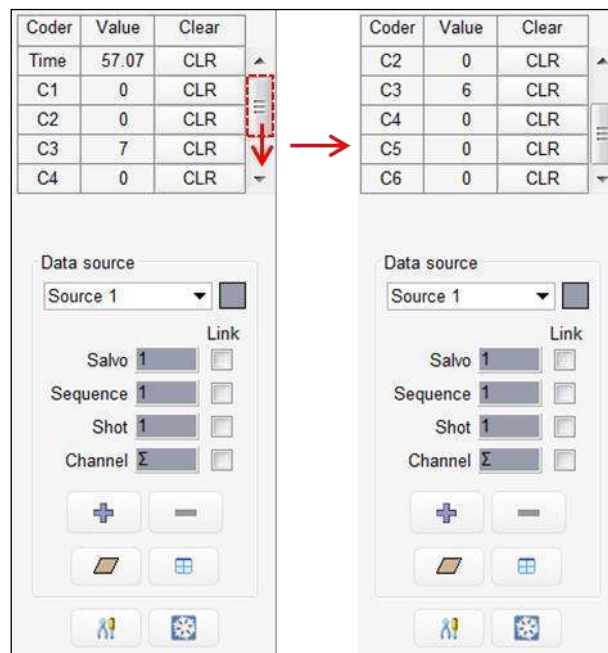 Coder Value Clear
Time 57.07 CLR
C1 0 CLR
C2 0 CLR
C3 7 CLR
C4 0 CLR
Data source
Source 1
Link
Salvo 1
Sequence 1
Shot 1
Channel Σ
Coder Value Clear
C2 0 CLR
C3 6 CLR
C4 0 CLR
C5 0 CLR
C6 0 CLR
Data source
Source 1
Link
Salvo 1
Sequence 1
Shot 1
Channel Σ